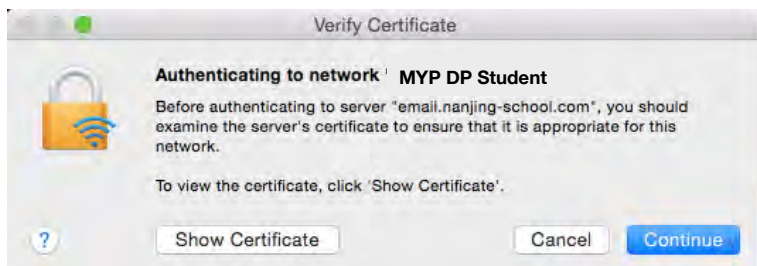 Verify Certificate
Authenticating to network ' MYP DP Student
Before authenticating to server "email.nanjing-school.com", you should
examine the server's certificate to ensure that it is appropriate for this
network.
To view the certificate, click 'Show Certificate'.
?
Show Certificate
Cancel
Continue